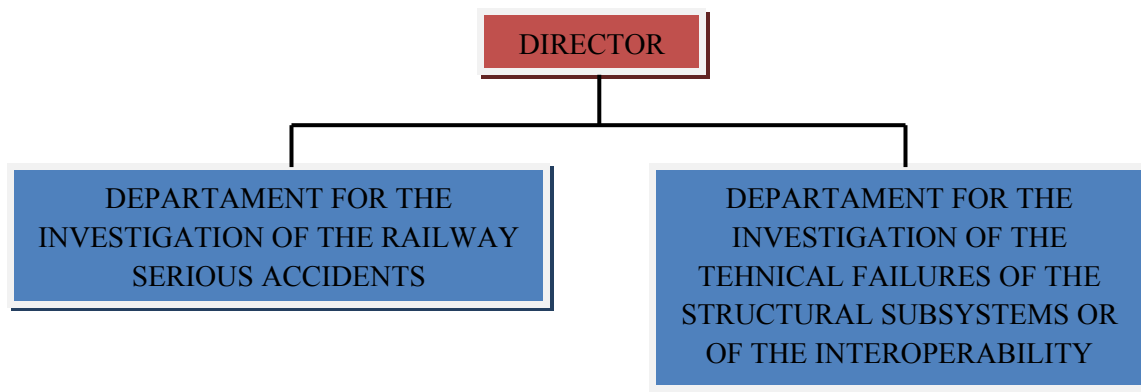 DIRECTOR
DEPARTAMENT FOR THE
INVESTIGATION OF THE RAILWAY
SERIOUS ACCIDENTS
DEPARTAMENT FOR THE
INVESTIGATION OF THE
TEHNICAL FAILURES OF THE
STRUCTURAL SUBSYSTEMS OR
OF THE INTEROPERABILITY